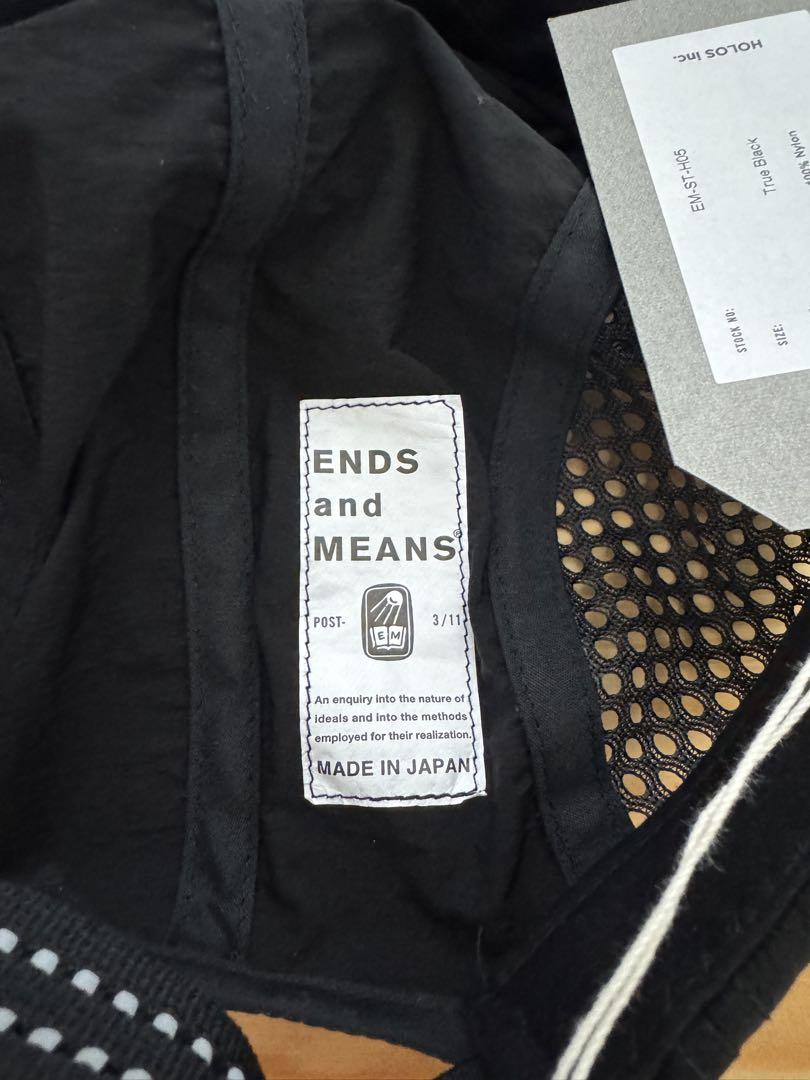 ENDS
and
MEANS®
POST- 3/11
E M
An enquiry into the nature of
ideals and into the methods
employed for their realization.
MADE IN JAPAN
HOLOS inc.
STOCK NO: EM-ST-H05
SIZE: True Black
Nylon